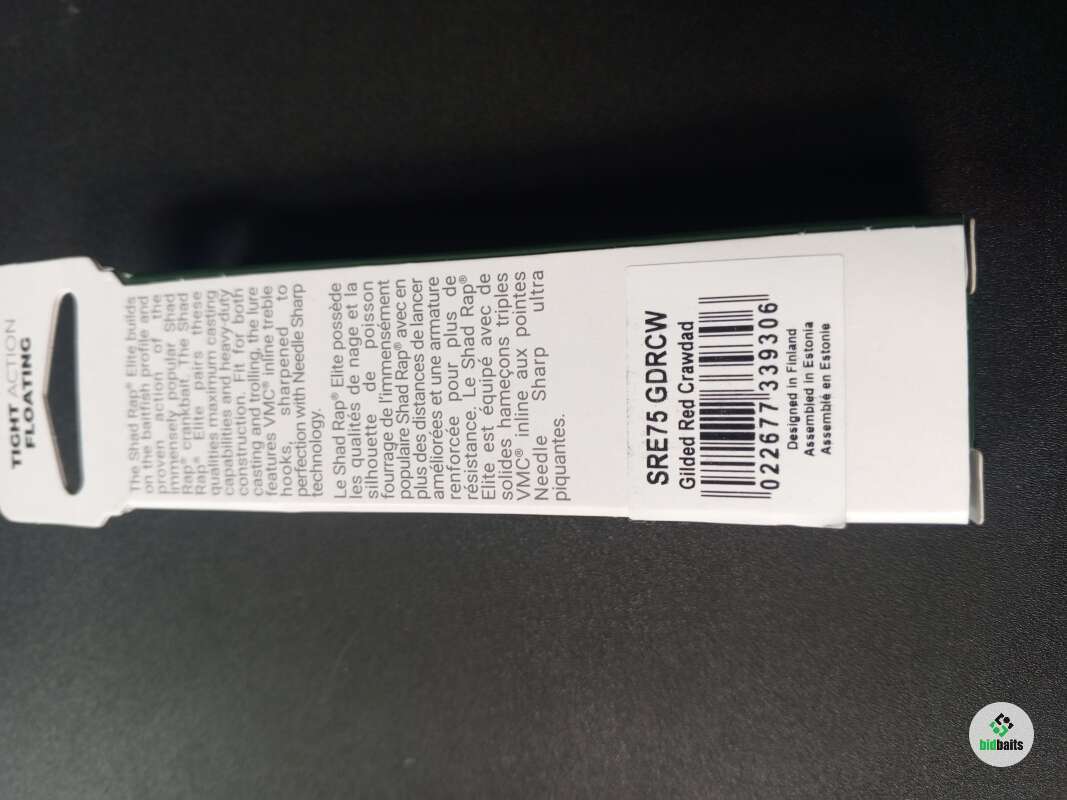 TIGHT ACTION
FLOATING
The Shad Rap® Elite builds
on the baitfish profile and
proven action of the
immensely popular Shad
Rap® crankbait. The Shad
Rap® Elite pairs these
qualities maximum casting
capabilities and heavy-duty
construction. Fit for both
casting and trolling, the lure
features VMC® inline treble
hooks, sharpened to
perfection with Needle Sharp
technology.
Le Shad Rap® Elite possède
les qualités de nage et la
silhouette de poisson
fourrage de l'immensément
populaire Shad Rap® avec en
plus des distances de lancer
améliorées et une armature
renforcée pour plus de
résistance. Le Shad Rap®
Elite est équipé avec de
solides hameçons triples
VMC® inline aux pointes
Needle Sharp ultra
piquantes.
SRE75 GDRCW
Gilded Red Crawdad
022677339306
Designed in Finland
Assembled in Estonia
Assemblé en Estonie
bidbaits